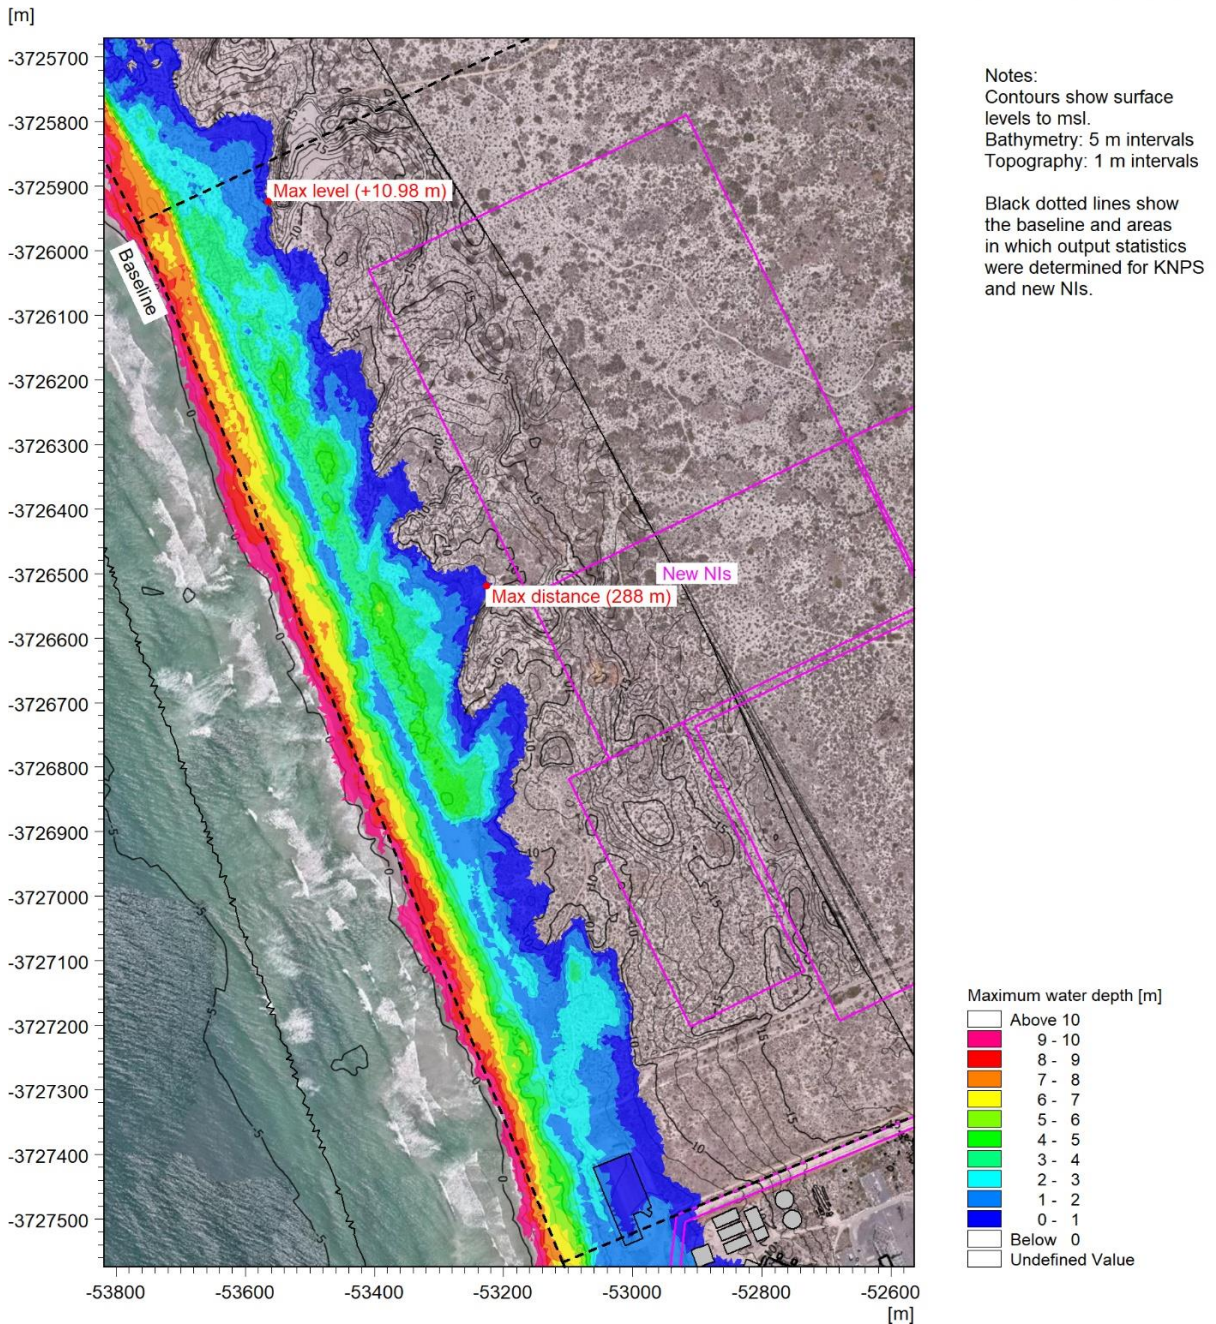 [m]
-3725700
-3725800
-3725900
-3726000
-3726100
-3726200
-3726300
-3726400
-3726500
-3726600
-3726700
-3726800
-3726900
-3727000
-3727100
-3727200
-3727300
-3727400
-3727500
-53800
-53600
-53400
-53200
-53000
-52800
-52600
[m]
Max level (+10.98 m)
Baseline
New NIs
Max distance (288 m)
Notes:
Contours show surface
levels to msl.
Bathymetry: 5 m intervals
Topography: 1 m intervals
Black dotted lines show
the baseline and areas
in which output statistics
were determined for KNPS
and new NIs.
Maximum water depth [m]
Above 10
9 - 10
8 - 9
7 - 8
6 - 7
5 - 6
4 - 5
3 - 4
2 - 3
1 - 2
0 - 1
Below 0
Undefined Value